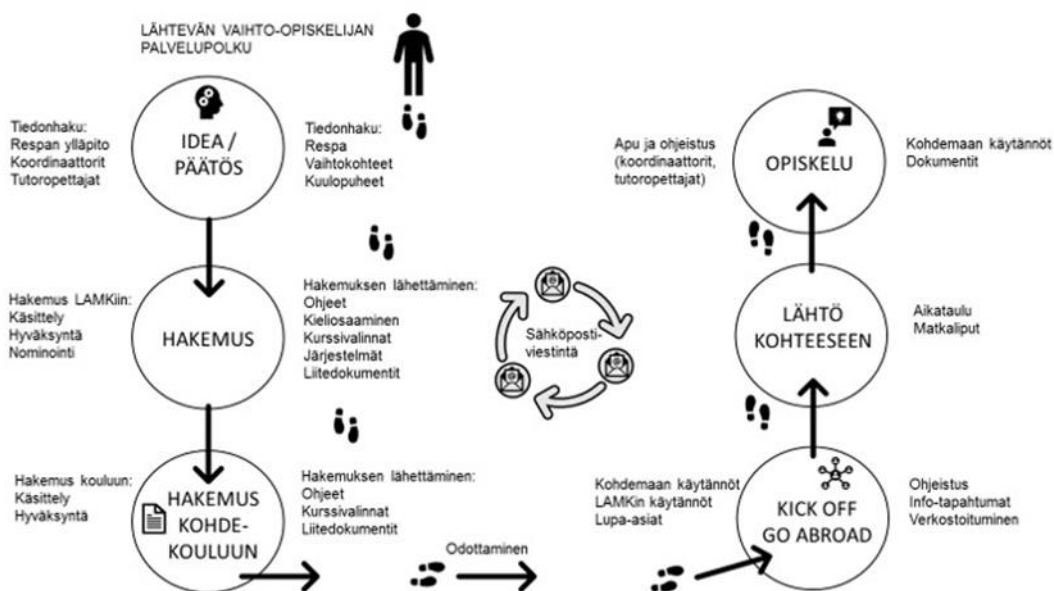 LÄHTEVÄN VAIHTO-OPISKELIJAN
PALVELUPOLKU
Tiedonhaku:
Respan ylläpito
Koordinaattorit
Tutoropettajat
IDEA /
PÄÄTÖS
Tiedonhaku:
Respa
Vaihtokohteet
Kuulopuheet
Hakemus LAMKiin:
Käsittely
Hyväksyntä
Nominointi
HAKEMUS
Hakemuksen lähettäminen:
Ohjeet
Kieliosaaminen
Kurssivalinnat
Järjestelmät
Liitedokumentit
Hakemus kouluun:
Käsittely
Hyväksyntä
HAKEMUS
KOHDE-
KOULUUN
Hakemuksen lähettäminen:
Ohjeet
Kurssivalinnat
Liitedokumentit
Odottaminen
Sähköposti-
viestintä
Kohdemaan käytännöt
LAMKin käytännöt
Lupa-asiat
KICK OFF
GO ABROAD
Ohjeistus
Info-tapahtumat
Verkostoituminen
LÄHTÖ
KOHTEESEEN
Aikataulu
Matkaliput
Apu ja ohjeistus
(koordinaattorit,
tutoropettajat)
OPISKELU
Kohdemaan käytännöt
Dokumentit